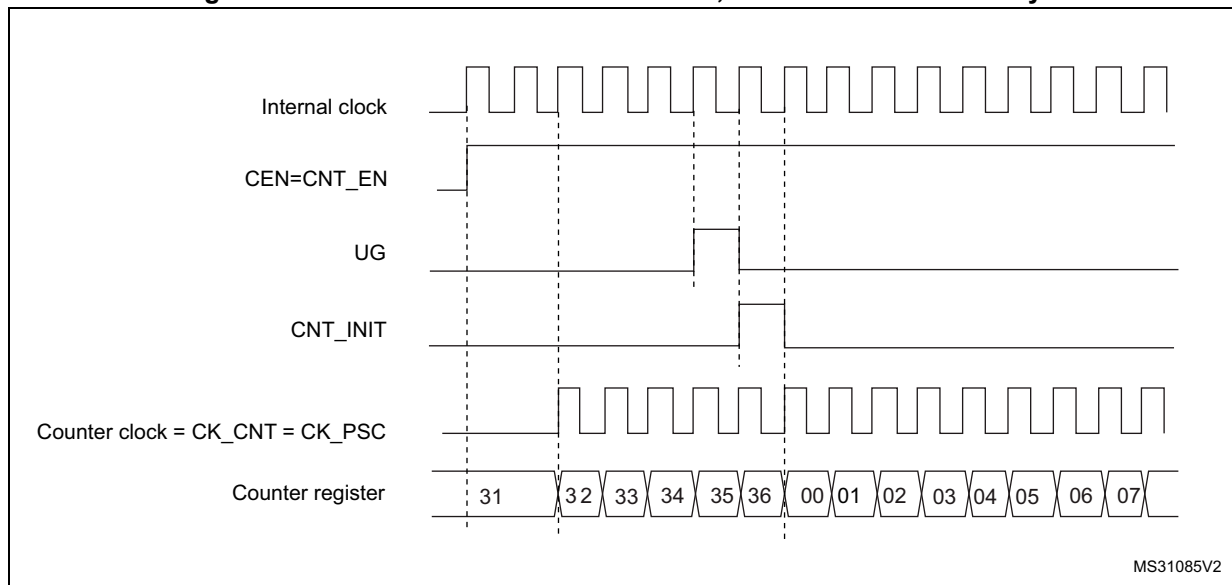 Internal clock
CEN=CNT_EN
UG
CNT_INIT
Counter clock = CK_CNT = CK_PSC
Counter register 31 32 33 34 35 36 00 01 02 03 04 05 06 07
MS31085V2